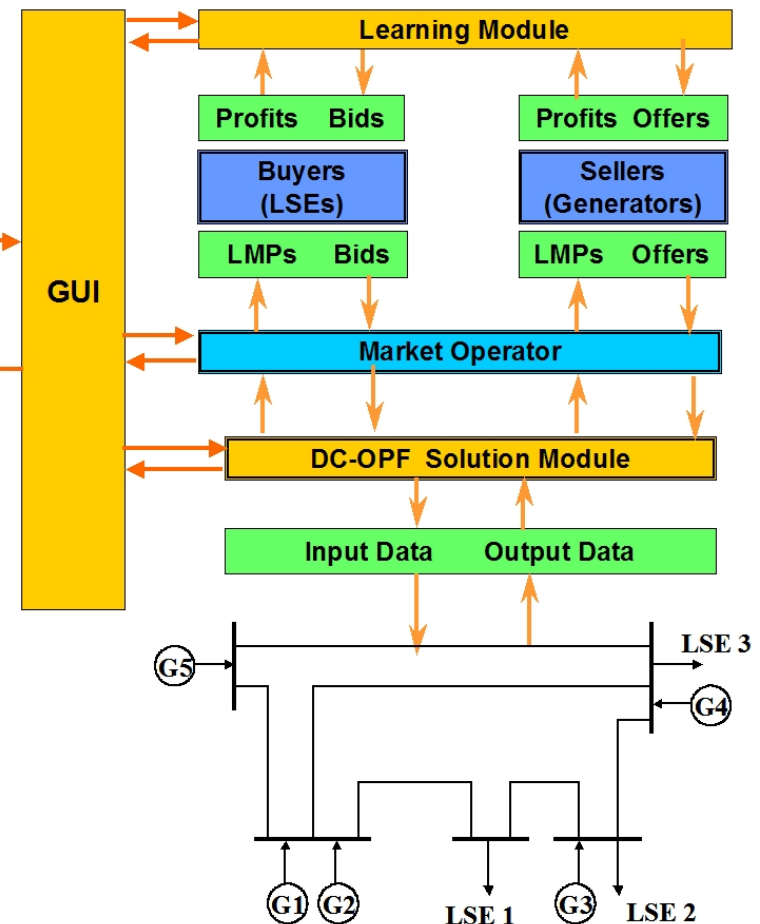 Learning Module
Profits Bids
Profits Offers
Buyers
(LSEs)
Sellers
(Generators)
LMPs Bids
LMPs Offers
GUI
Market Operator
DC-OPF Solution Module
Input Data Output Data
LSE 3
G5
G4
G1
G2
LSE 1
G3
LSE 2